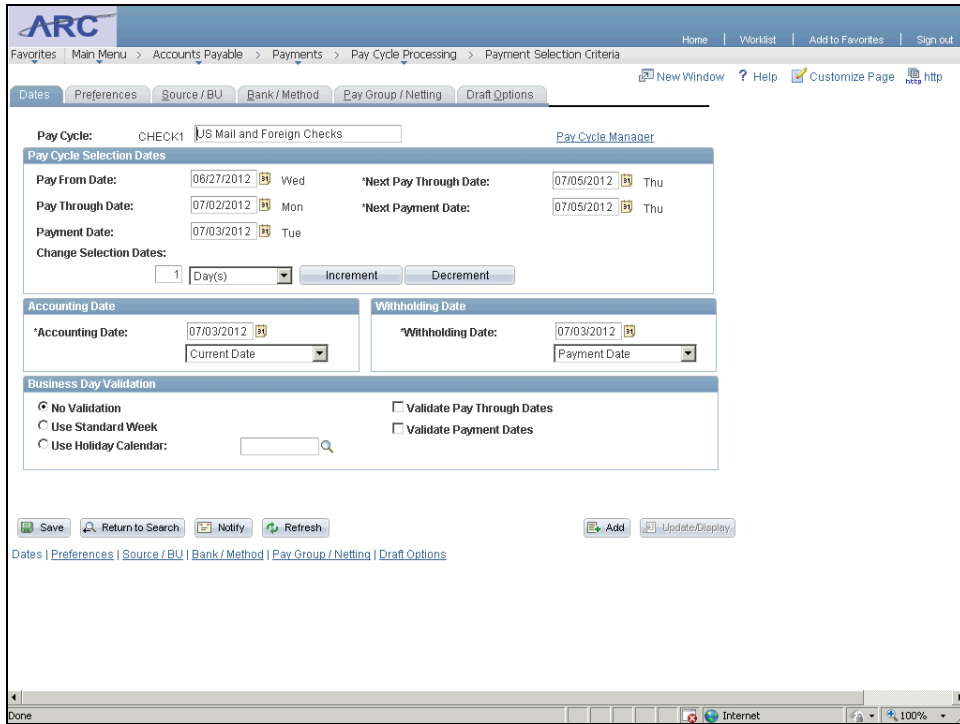 ARC
Home | Worklist | Add to Favorites | Sign out
Favorites Main Menu > Accounts Payable > Payments > Pay Cycle Processing > Payment Selection Criteria
New Window ? Help Customize Page http
Dates Preferences Source / BU Bank / Method Pay Group / Netting Draft Options
Pay Cycle: CHECK1 US Mail and Foreign Checks Pay Cycle Manager
Pay Cycle Selection Dates
Pay From Date: 06/27/2012 Wed *Next Pay Through Date: 07/05/2012 Thu
Pay Through Date: 07/02/2012 Mon *Next Payment Date: 07/05/2012 Thu
Payment Date: 07/03/2012 Tue
Change Selection Dates:
1 Day(s) Increment Decrement
Accounting Date Withholding Date
*Accounting Date: 07/03/2012 *Withholding Date: 07/03/2012
Current Date Payment Date
Business Day Validation
No Validation Validate Pay Through Dates
Use Standard Week Validate Payment Dates
Use Holiday Calendar:
Save Return to Search Notify Refresh Add Update/Display
Dates | Preferences | Source / BU | Bank / Method | Pay Group / Netting | Draft Options
Done Internet 100%